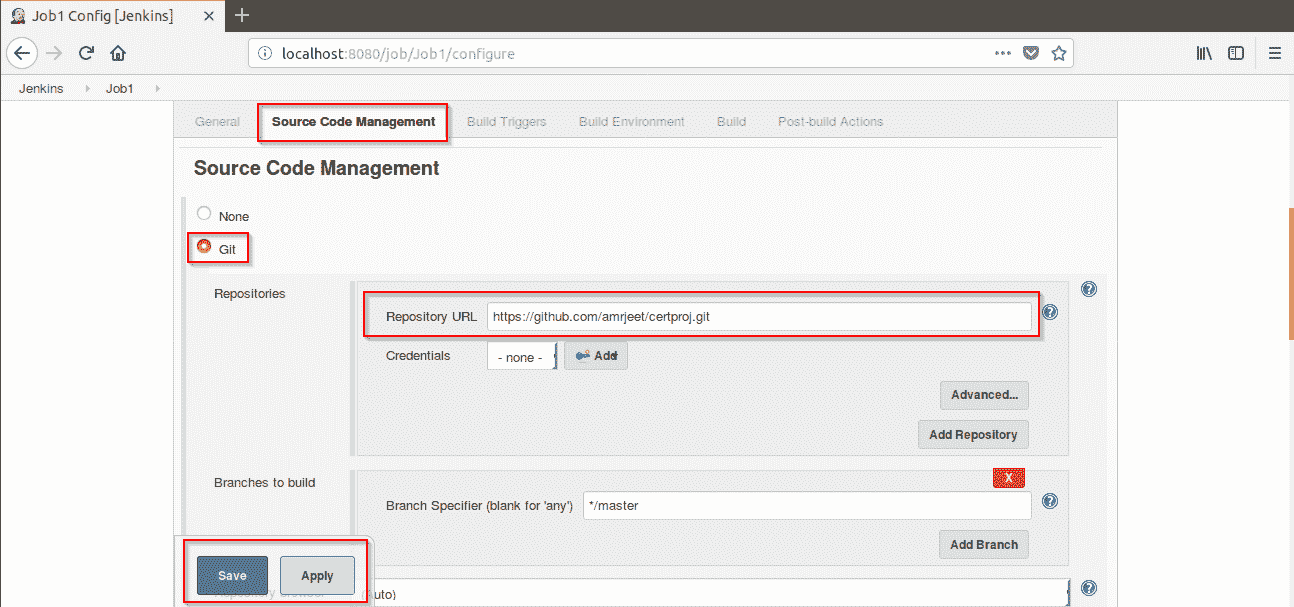 Job1 Config [Jenkins]
localhost:8080/job/Job1/configure
Jenkins Job1
General Source Code Management Build Triggers Build Environment Build Post-build Actions
Source Code Management
None
Git
Repositories
Repository URL https://github.com/amrjeet/certproj.git
Credentials - none - Add
Advanced...
Add Repository
Branches to build
X
Branch Specifier (blank for 'any') */master
Add Branch
Save Apply
Repository browser (Auto)